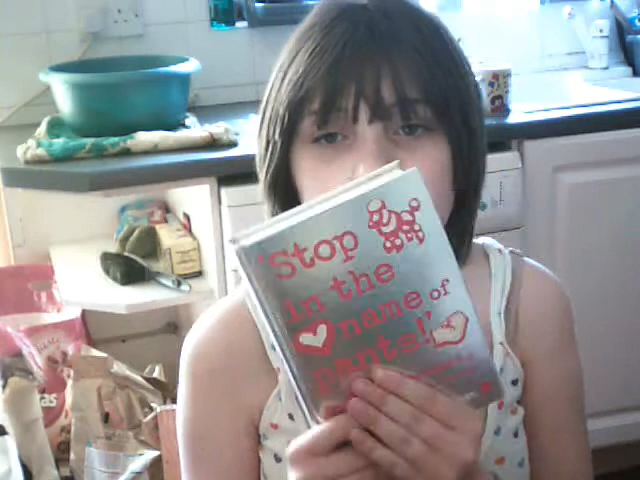 'Stop
in the
name of
pants!'